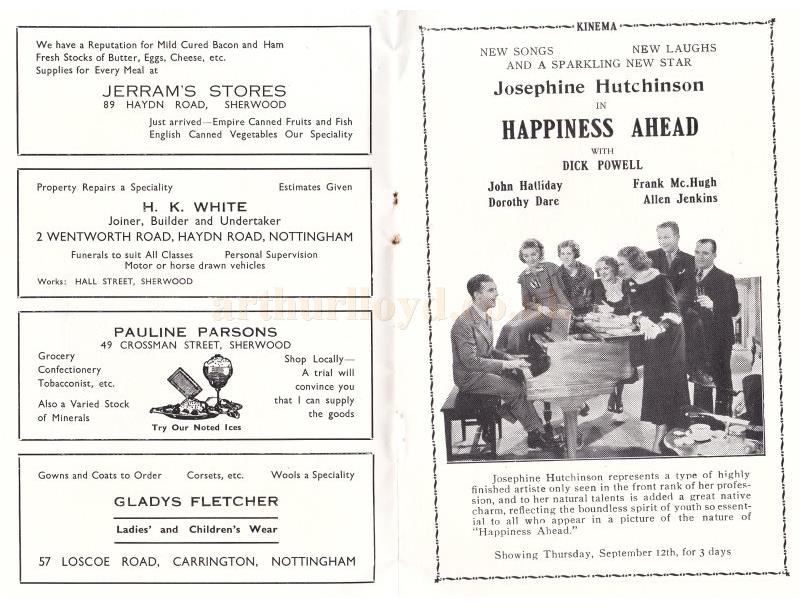 We have a Reputation for Mild Cured Bacon and Ham
Fresh Stocks of Butter, Eggs, Cheese, etc.
Supplies for Every Meal at
JERRAM'S STORES
89 HAYDN ROAD, SHERWOOD
Just arrived—Empire Canned Fruits and Fish
English Canned Vegetables Our Speciality
Property Repairs a Speciality Estimates Given
H. K. WHITE
Joiner, Builder and Undertaker
2 WENTWORTH ROAD, HAYDN ROAD, NOTTINGHAM
Funerals to suit All Classes Personal Supervision
Motor or horse drawn vehicles
Works: HALL STREET, SHERWOOD
PAULINE PARSONS
49 CROSSMAN STREET, SHERWOOD
Grocery
Confectionery
Tobacconist, etc.
Also a Varied Stock
of Minerals
Shop Locally—
A trial will
convince you
that I can supply
the goods
Try Our Noted Ices
Gowns and Coats to Order Corsets, etc. Wools a Speciality
GLADYS FLETCHER
Ladies' and Children's Wear
57 LOSCOE ROAD, CARRINGTON, NOTTINGHAM
KINEMA
NEW SONGS NEW LAUGHS
AND A SPARKLING NEW STAR
Josephine Hutchinson
IN
HAPPINESS AHEAD
WITH
DICK POWELL
John Halliday Frank Mc.Hugh
Dorothy Dare Allen Jenkins
Josephine Hutchinson represents a type of highly
finished artiste only seen in the front rank of her profes-
sion, and to her natural talents is added a great native
charm, reflecting the boundless spirit of youth so essent-
ial to all who appear in a picture of the nature of
"Happiness Ahead."
Showing Thursday, September 12th, for 3 days
arthurlloyd.co.uk